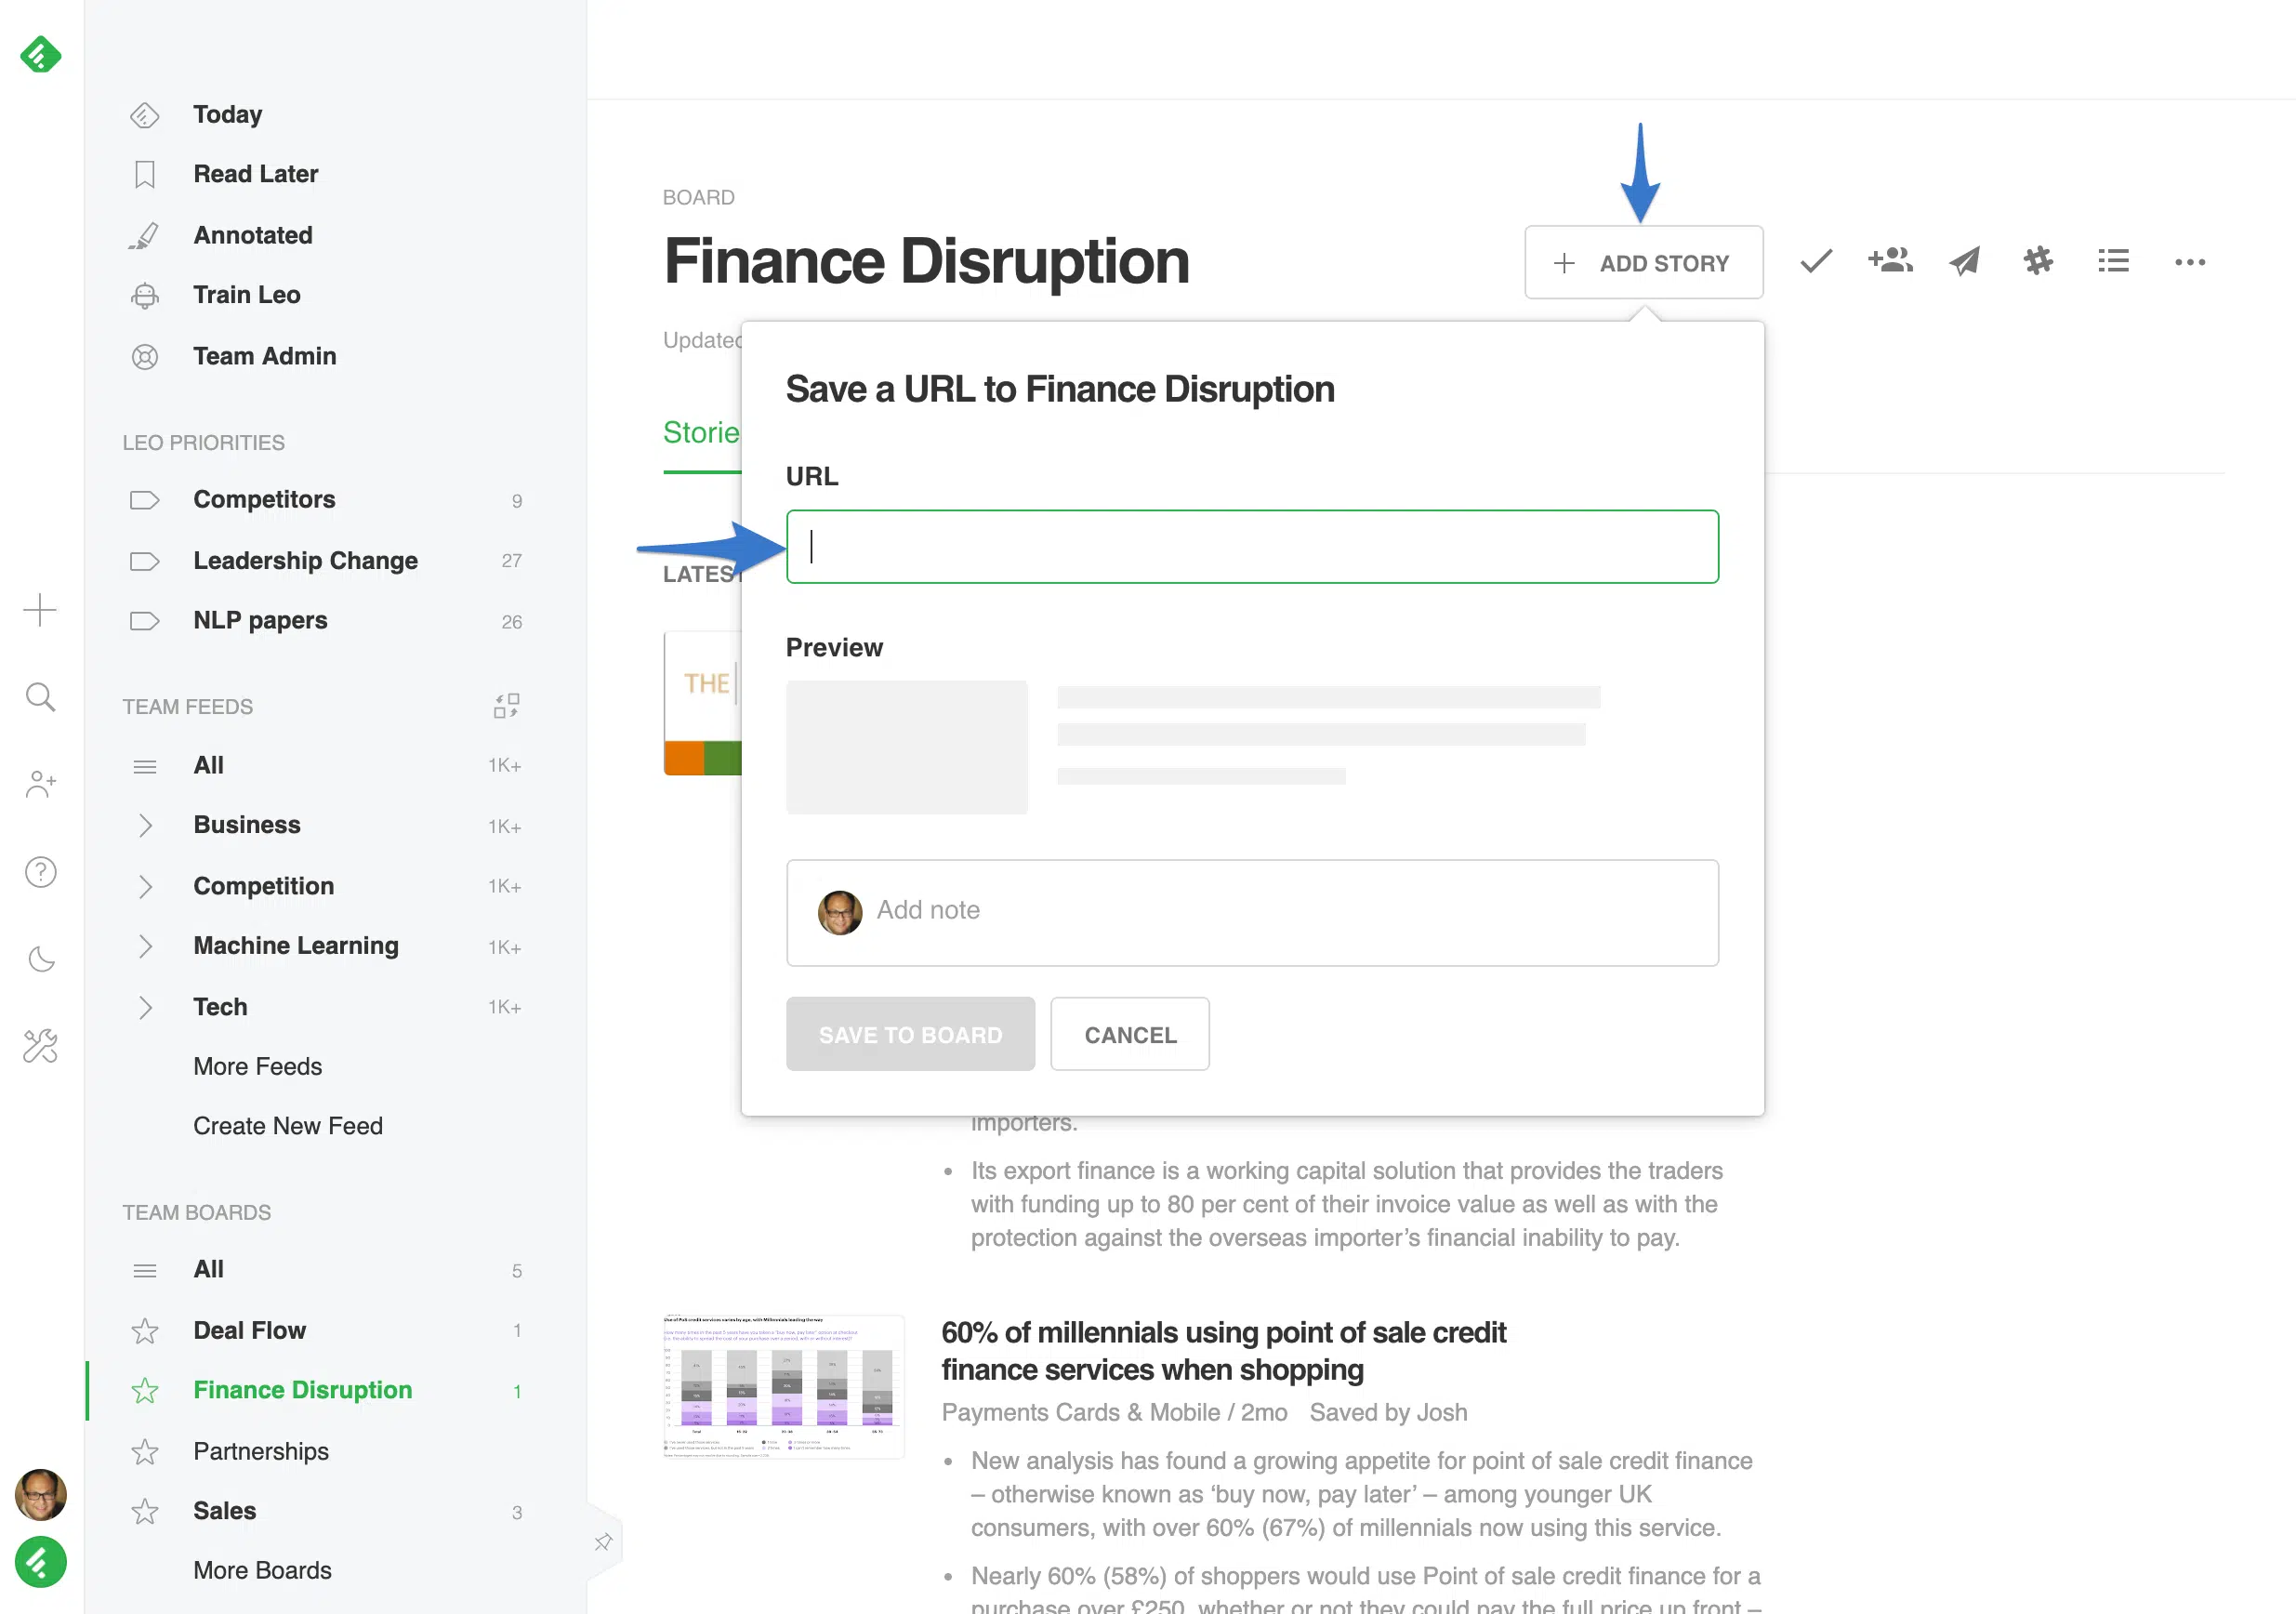 Today
Read Later
Annotated
Train Leo
Team Admin
LEO PRIORITIES
Competitors 9
Leadership Change 27
NLP papers 26
TEAM FEEDS
All 1K+
Business 1K+
Competition 1K+
Machine Learning 1K+
Tech 1K+
More Feeds
Create New Feed
TEAM BOARDS
All 5
Deal Flow 1
Finance Disruption 1
Partnerships
Sales 3
More Boards
BOARD
Finance Disruption
ADD STORY
Updated
Storie
LATEST
THE
Save a URL to Finance Disruption
URL
Preview
Add note
SAVE TO BOARD
CANCEL
importers.
• Its export finance is a working capital solution that provides the traders
with funding up to 80 per cent of their invoice value as well as with the
protection against the overseas importer’s financial inability to pay.
60% of millennials using point of sale credit
finance services when shopping
Payments Cards & Mobile / 2mo Saved by Josh
• New analysis has found a growing appetite for point of sale credit finance
– otherwise known as ‘buy now, pay later’ – among younger UK
consumers, with over 60% (67%) of millennials now using this service.
• Nearly 60% (58%) of shoppers would use Point of sale credit finance for a
purchase over £250, whether or not they could pay the full price up front –